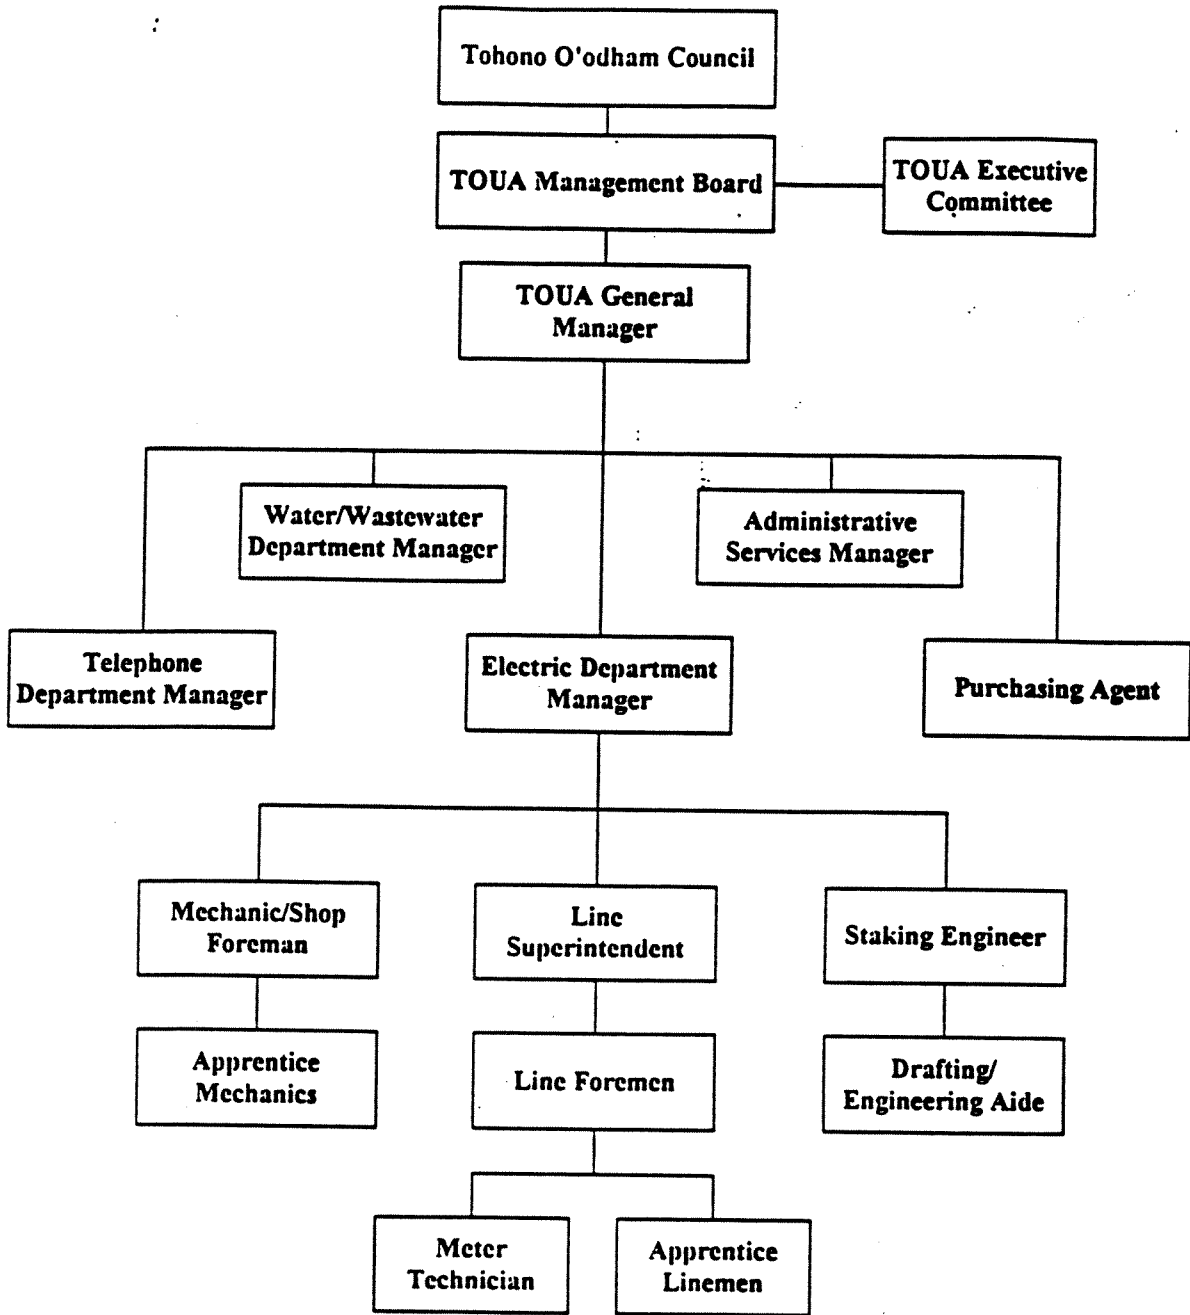 Tohono O'odham Council
TOUA Management Board
TOUA Executive
Committee
TOUA General
Manager
Water/Wastewater
Department Manager
Administrative
Services Manager
Telephone
Department Manager
Electric Department
Manager
Purchasing Agent
Mechanic/Shop
Foreman
Line
Superintendent
Staking Engineer
Apprentice
Mechanics
Line Foremen
Drafting/
Engineering Aide
Meter
Technician
Apprentice
Linemen